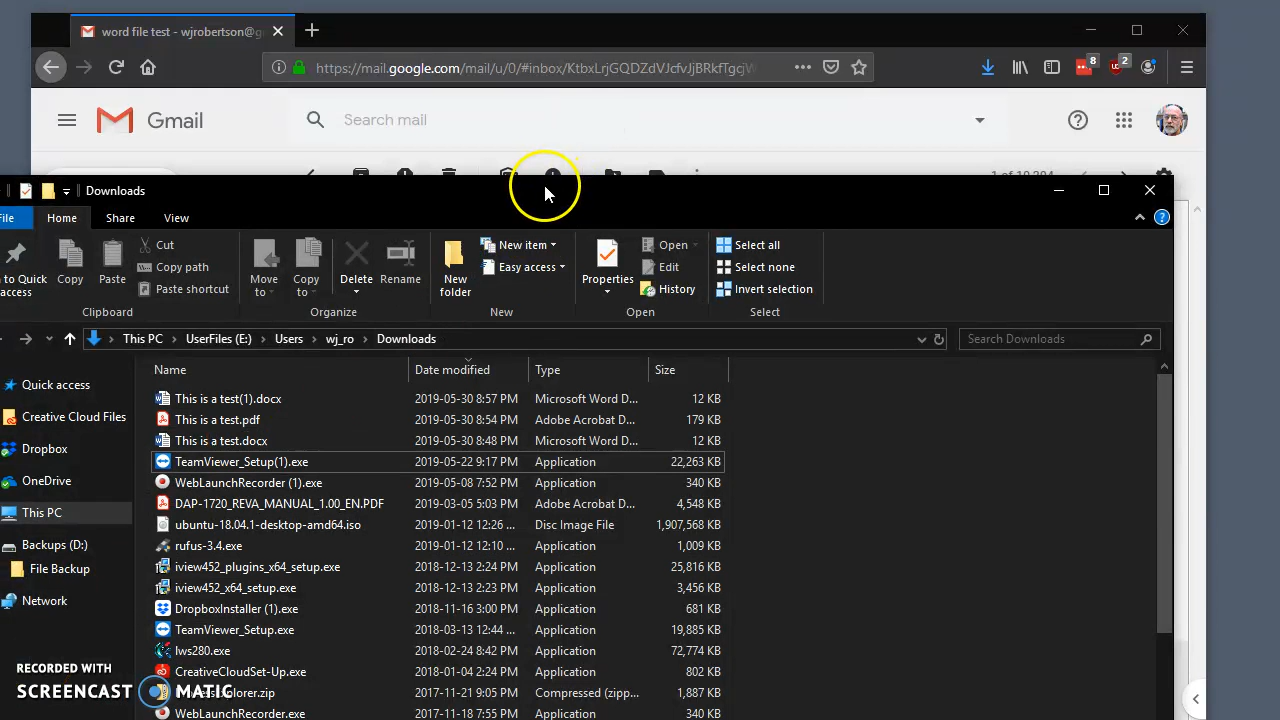 word file test - wjrobertson@g
https://mail.google.com/mail/u/0/#inbox/KtbxLrjGQDZdVJcfvJjBRkfTgcjW
8
2
Gmail
Search mail
Downloads
File
Home
Share
View
to Quick
access
Copy
Paste
Cut
Copy path
Paste shortcut
Clipboard
Move
to
Copy
to
Delete
Rename
Organize
New
folder
New item
Easy access
New
Properties
Open
Edit
History
Open
Select all
Select none
Invert selection
Select
This PC > UserFiles (E:) > Users > wj_ro > Downloads
Search Downloads
Name Date modified Type Size
Quick access
Creative Cloud Files
Dropbox
OneDrive
This PC
Backups (D:)
File Backup
Network
This is a test(1).docx 2019-05-30 8:57 PM Microsoft Word D... 12 KB
This is a test.pdf 2019-05-30 8:54 PM Adobe Acrobat D... 179 KB
This is a test.docx 2019-05-30 8:48 PM Microsoft Word D... 12 KB
TeamViewer_Setup(1).exe 2019-05-22 9:17 PM Application 22,263 KB
WebLaunchRecorder (1).exe 2019-05-08 7:52 PM Application 340 KB
DAP-1720_REVA_MANUAL_1.00_EN.PDF 2019-03-05 5:03 PM Adobe Acrobat D... 4,548 KB
ubuntu-18.04.1-desktop-amd64.iso 2019-01-12 12:26 ... Disc Image File 1,907,568 KB
rufus-3.4.exe 2019-01-12 12:10 ... Application 1,009 KB
iview452_plugins_x64_setup.exe 2018-12-13 2:24 PM Application 25,816 KB
iview452_x64_setup.exe 2018-12-13 2:23 PM Application 3,456 KB
DropboxInstaller (1).exe 2018-11-16 3:00 PM Application 681 KB
TeamViewer_Setup.exe 2018-03-13 12:44 ... Application 19,885 KB
lws280.exe 2018-02-24 8:42 PM Application 72,774 KB
CreativeCloudSet-Up.exe 2018-01-04 2:24 PM Application 802 KB
xplorer.zip 2017-11-21 9:05 PM Compressed (zipp... 1,887 KB
WebLaunchRecorder.exe 2017-11-18 7:55 PM Application 340 KB
RECORDED WITH
SCREENCAST MATIC